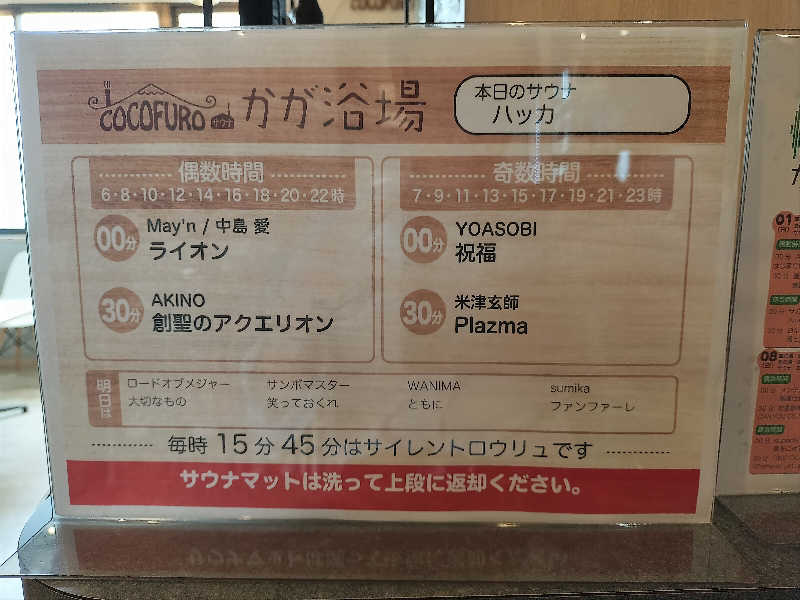 COCOFURO サウナ かが浴場
本日のサウナ
ハッカ
偶数時間
6・8・10・12・14・16・18・20・22時
00分 May'n / 中島 愛
ライオン
30分 AKINO
創聖のアクエリオン
奇数時間
7・9・11・13・15・17・19・21・23時
00分 YOASOBI
祝福
30分 米津玄師
Plazma
明日は
ロードオブメジャー
大切なもの
サンボマスター
笑っておくれ
WANIMA
ともに
sumika
ファンファーレ
毎時 15分 45分はサイレントロウリュです
サウナマットは洗って上段に返却ください。
01
08